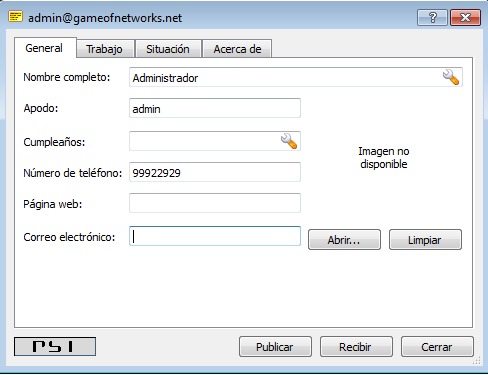 admin@gameofnetworks.net
General Trabajo Situación Acerca de
Nombre completo: Administrador
Apodo: admin
Cumpleaños:
Imagen no
disponible
Número de teléfono: 99922929
Página web:
Correo electrónico:
Abrir... Limpiar
PSI
Publicar Recibir Cerrar